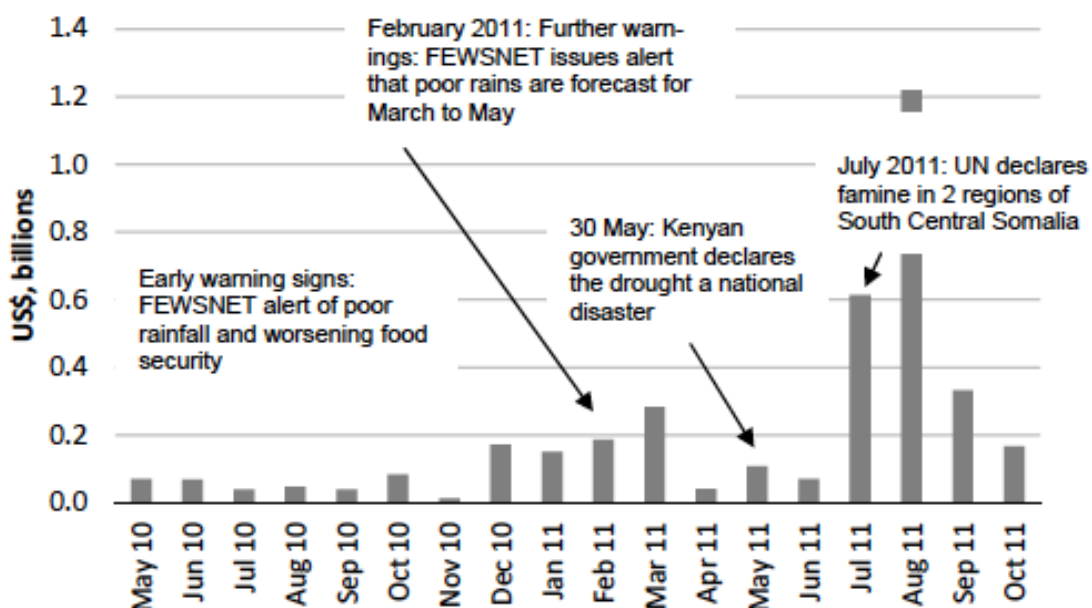 1.4
1.2
1.0
0.8
0.6
0.4
0.2
0.0
US$, billions
February 2011: Further warn-
ings: FEWSNET issues alert
that poor rains are forecast for
March to May
July 2011: UN declares
famine in 2 regions of
South Central Somalia
30 May: Kenyan
government declares
the drought a national
disaster
Early warning signs:
FEWSNET alert of poor
rainfall and worsening food
security
May 10
Jun 10
Jul 10
Aug 10
Sep 10
Oct 10
Nov 10
Dec 10
Jan 11
Feb 11
Mar 11
Apr 11
May 11
Jun 11
Jul 11
Aug 11
Sep 11
Oct 11